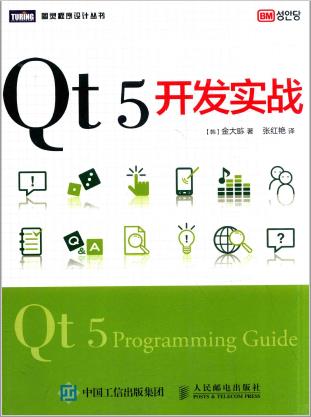 TURING 图灵程序设计丛书
BM 성안당
Qt 5 开发实战
【韩】金大昕 著 张红艳 译
!
Q & A
?
Qt 5 Programming Guide
中国工信出版集团
人民邮电出版社
POSTS & TELECOM PRESS